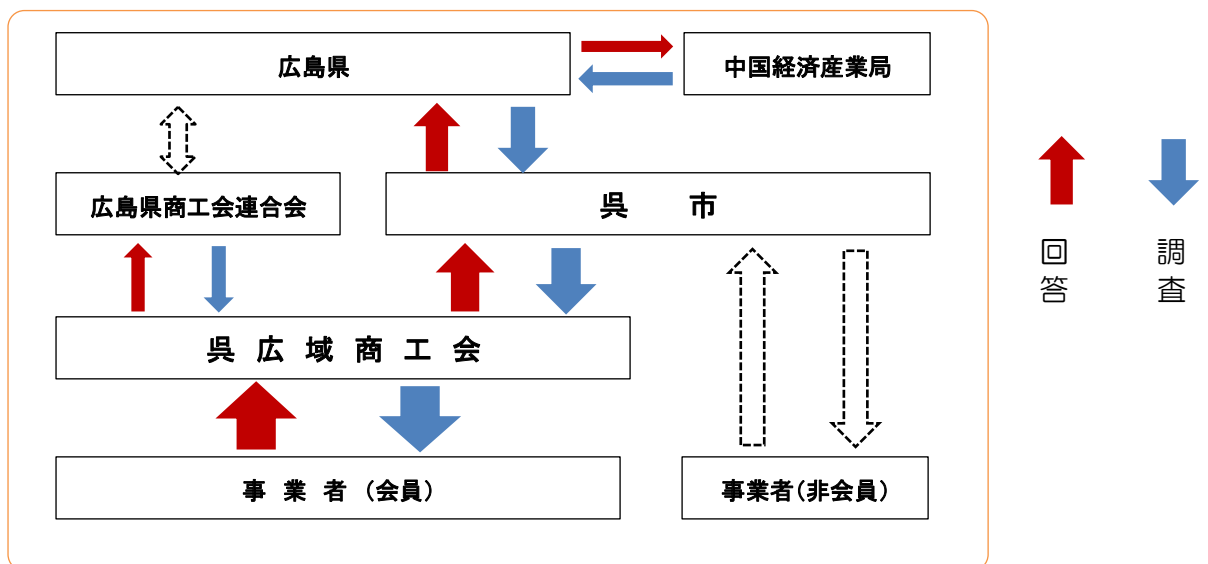 広島県
中国経済産業局
広島県商工会連合会
呉 市
呉広域商工会
事業者（会員）
事業者（非会員）
回答
調査